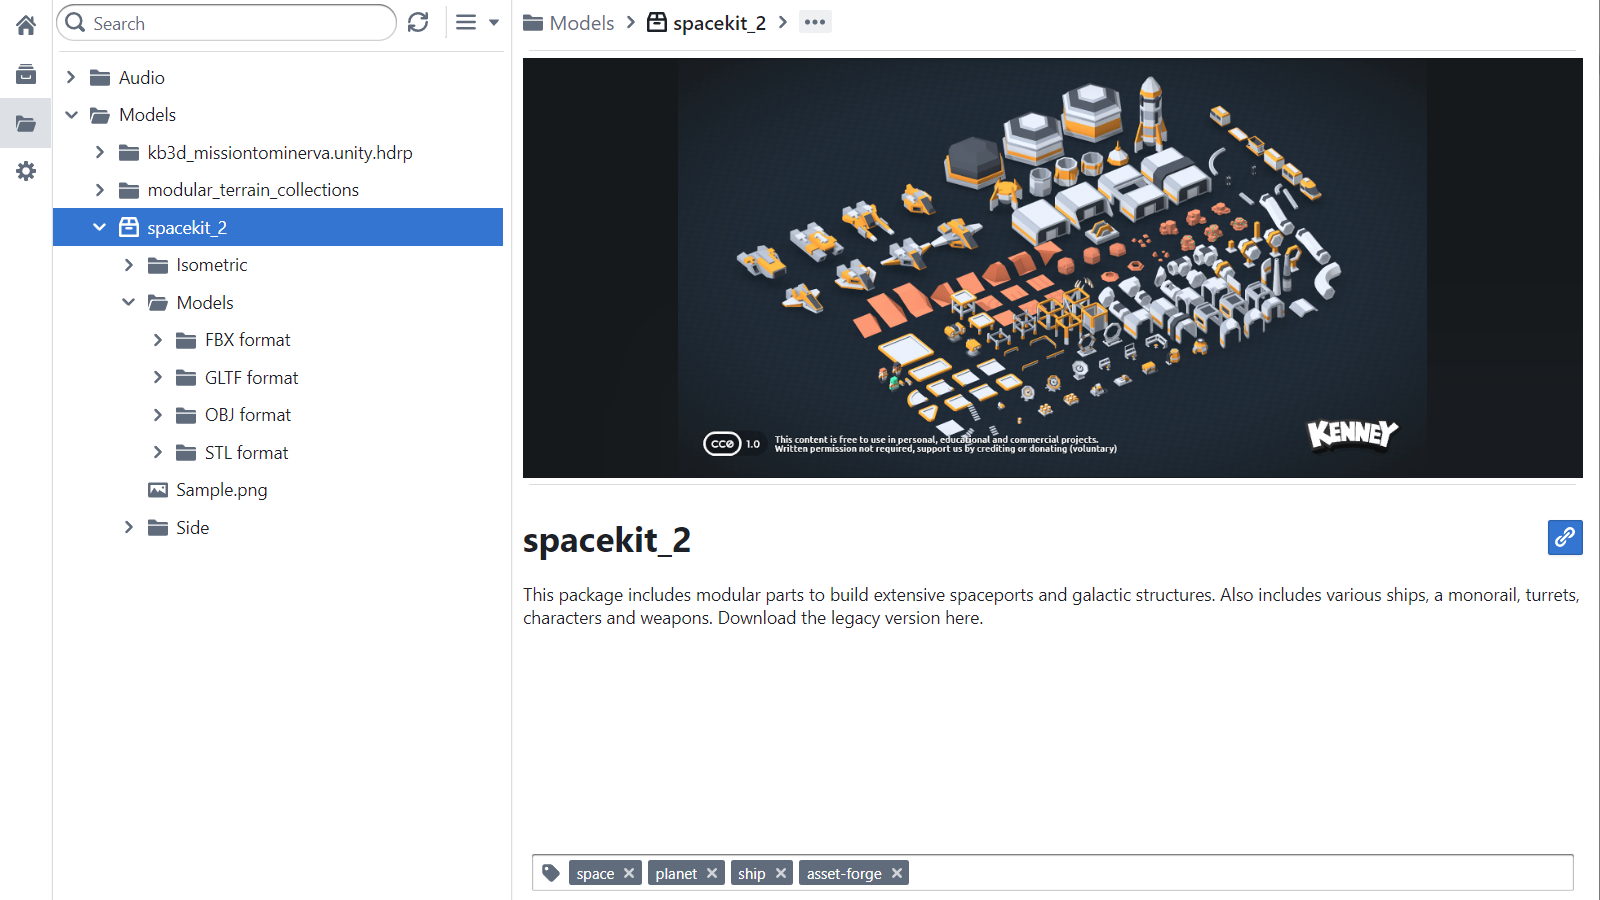 Search
Audio
Models
kb3d_missiontominerva.unity.hdrp
modular_terrain_collections
spacekit_2
Isometric
Models
FBX format
GLTF format
OBJ format
STL format
Sample.png
Side
Models
spacekit_2
CC0 1.0
This content is free to use in personal, educational and commercial projects.
Written permission not required, support us by crediting or donating (voluntary)
KENNEY
spacekit_2
This package includes modular parts to build extensive spaceports and galactic structures. Also includes various ships, a monorail, turrets,
characters and weapons. Download the legacy version here.
space
planet
ship
asset-forge